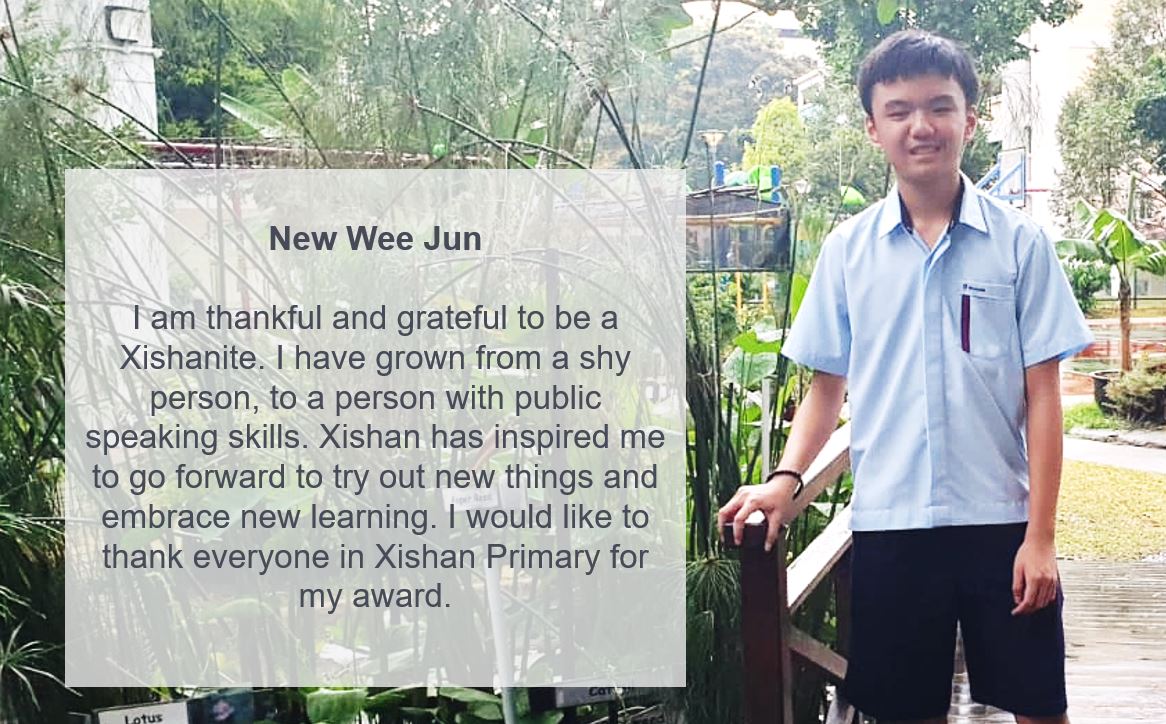 New Wee Jun
I am thankful and grateful to be a
Xishanite. I have grown from a shy
person, to a person with public
speaking skills. Xishan has inspired me
to go forward to try out new things and
embrace new learning. I would like to
thank everyone in Xishan Primary for
my award.
Lotus